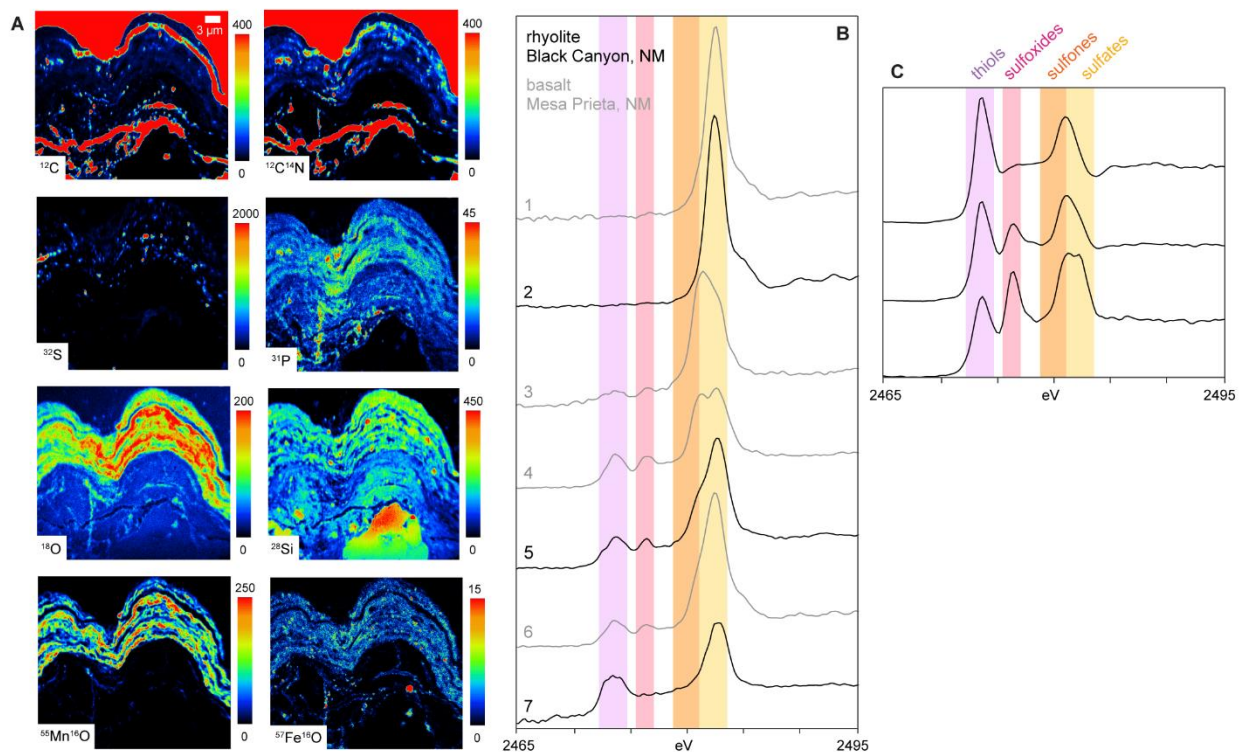 A
3 µm
400
0
¹²C
400
0
¹²C¹⁴N
2000
0
³²S
45
0
³¹P
200
0
¹⁸O
450
0
²⁸Si
250
0
⁵⁵Mn¹⁶O
15
0
⁵⁷Fe¹⁶O
B
rhyolite
Black Canyon, NM
basalt
Mesa Prieta, NM
1
2
3
4
5
6
7
2465 eV 2495
C
thiols
sulfoxides
sulfones
sulfates
2465 eV 2495